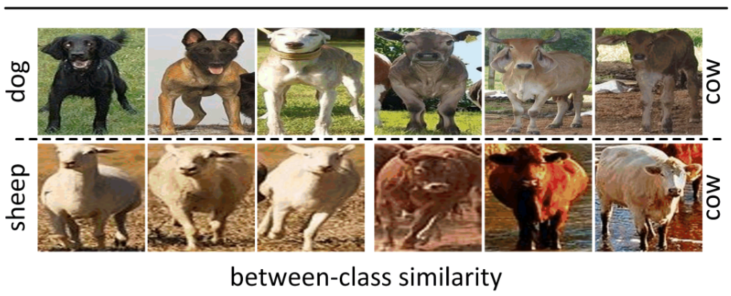 dog
cow
sheep
cow
between-class similarity